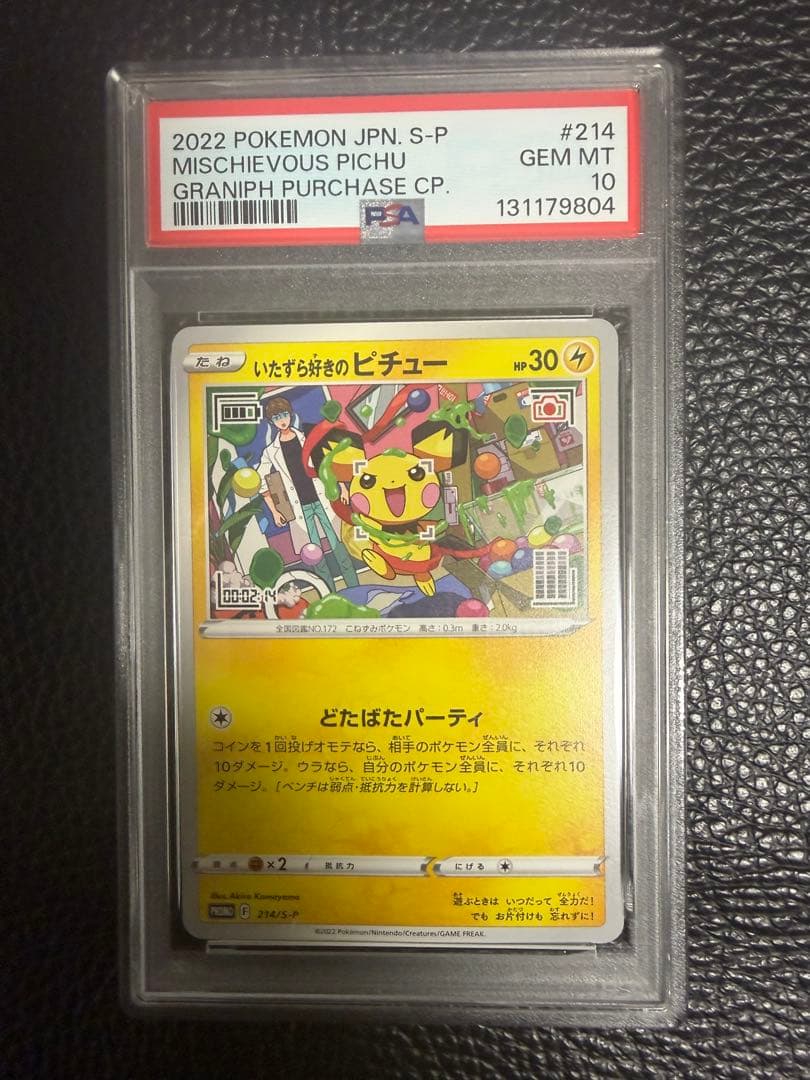 2022 POKEMON JPN. S-P #214
MISCHIEVOUS PICHU GEM MT
GRANIPH PURCHASE CP. 10
131179804
PSA
たね いたずら好きのピチュー HP30
00:02:14
全国図鑑NO.172 こねずみポケモン 高さ:0.3m 重さ:2.0kg
どたばたパーティ
コインを1回投げオモテなら、相手のポケモン全員に、それぞれ
10ダメージ。ウラなら、自分のポケモン全員に、それぞれ10
ダメージ。[ベンチは弱点・抵抗力を計算しない。]
弱点 ×2 抵抗力 にげる
illus. Akira Komayama
F 214/S-P
遊ぶときは いつだって 全力だ!
でも お片付けも 忘れずに!
©2022 Pokémon/Nintendo/Creatures/GAME FREAK.